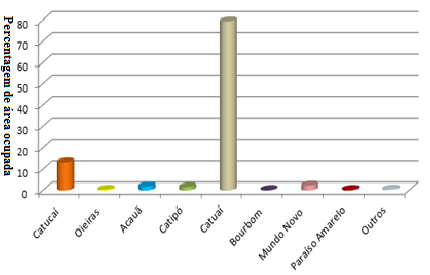 Percentagem de área ocupada
80
70
60
50
40
30
20
10
0
Catucaí
Oieiras
Acauã
Catipó
Catuaí
Bourbom
Mundo Novo
Paraíso Amarelo
Outros